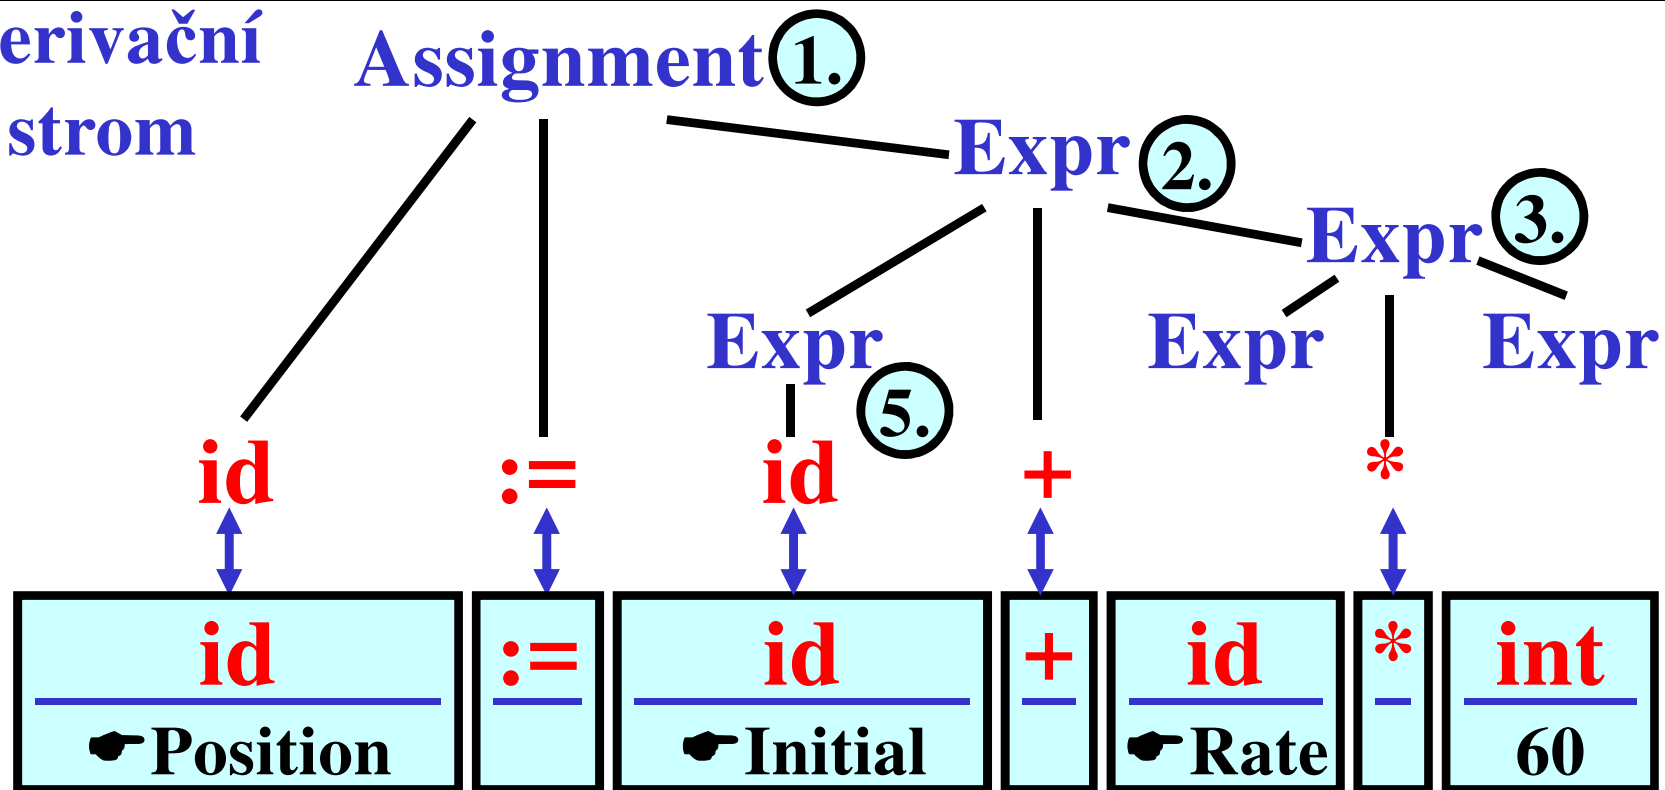 erivační
strom
Assignment 1.
Expr 2.
Expr 3.
Expr 5. Expr Expr
id := id + *
id := id + id * int
☛Position ☛Initial ☛Rate 60